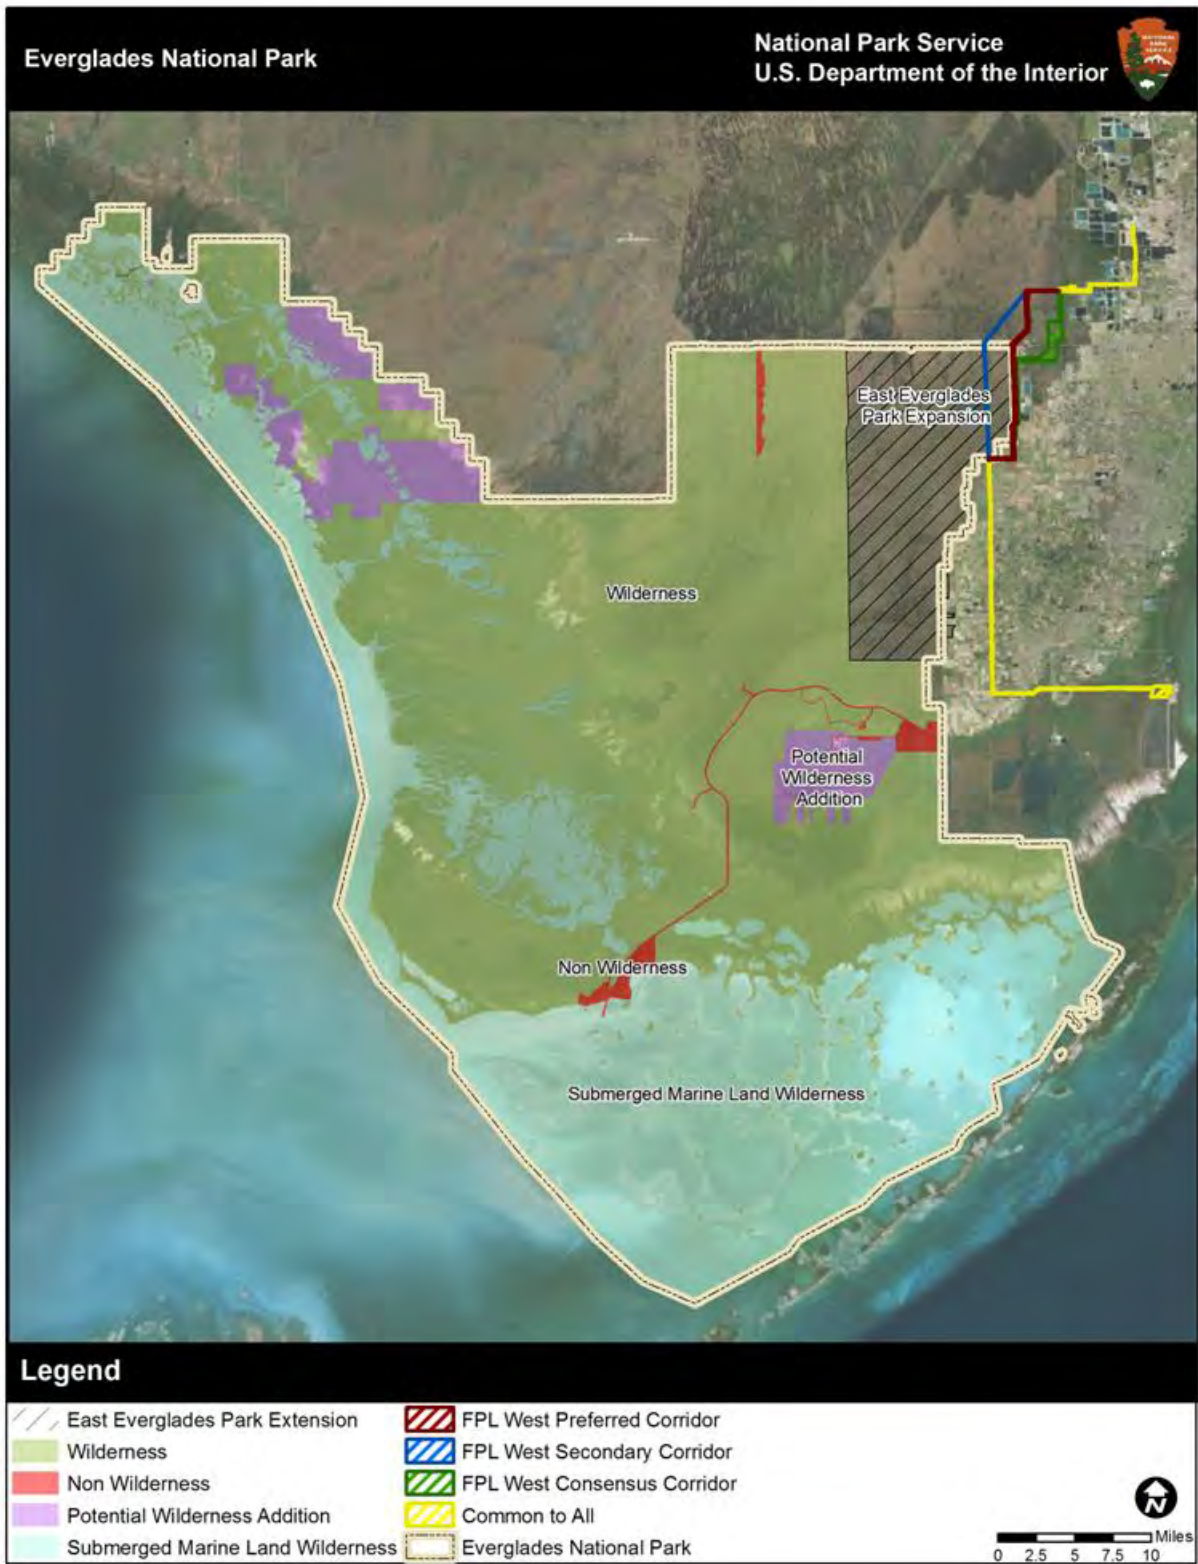 Everglades National Park
National Park Service
U.S. Department of the Interior
East Everglades
Park Expansion
Wilderness
Potential
Wilderness
Addition
Non Wilderness
Submerged Marine Land Wilderness
Legend
East Everglades Park Extension
Wilderness
Non Wilderness
Potential Wilderness Addition
Submerged Marine Land Wilderness
FPL West Preferred Corridor
FPL West Secondary Corridor
FPL West Consensus Corridor
Common to All
Everglades National Park
N
Miles
0 2.5 5 7.5 10